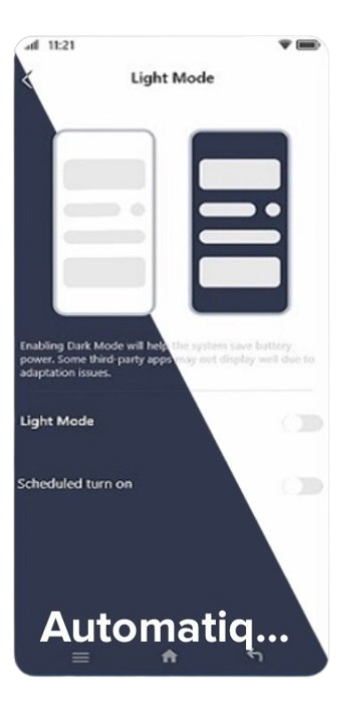 11:21
Light Mode
Enabling Dark Mode will help the system save battery
power. Some third-party apps may not display well due to
adaptation issues.
Light Mode
Scheduled turn on
Automatiq...